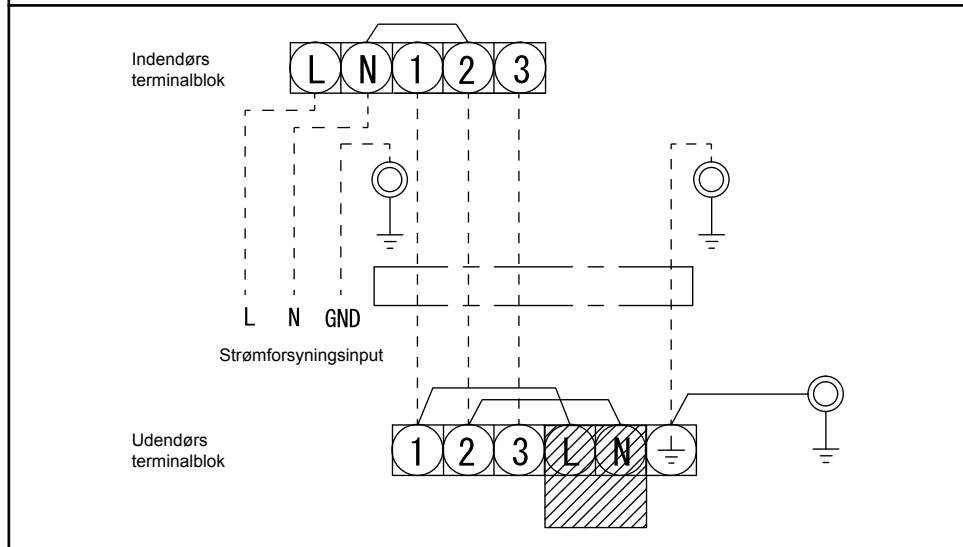 Indendørs
terminalblok
L N 1 2 3
L N GND
Strømforsyningsinput
Udendørs
terminalblok
1 2 3 L N